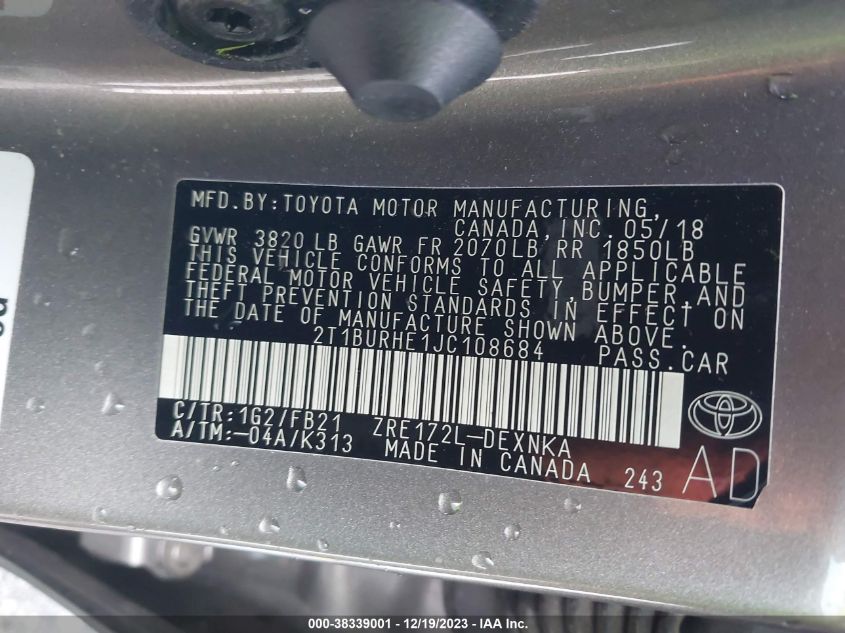 MFD.BY:TOYOTA MOTOR MANUFACTURING,
CANADA, INC. 05/18
GVWR 3820 LB GAWR FR 2070LB RR 1850LB
THIS VEHICLE CONFORMS TO ALL APPLICABLE
FEDERAL MOTOR VEHICLE SAFETY, BUMPER, AND
THEFT PREVENTION STANDARDS IN EFFECT ON
THE DATE OF MANUFACTURE SHOWN ABOVE.
2T1BURHE1JC108684 PASS.CAR
C/TR:1G2/FB21 ZRE172L-DEXNKA
A/TM:-04A/K313 MADE IN CANADA 243 AD
000-38339001 - 12/19/2023 - IAA Inc.